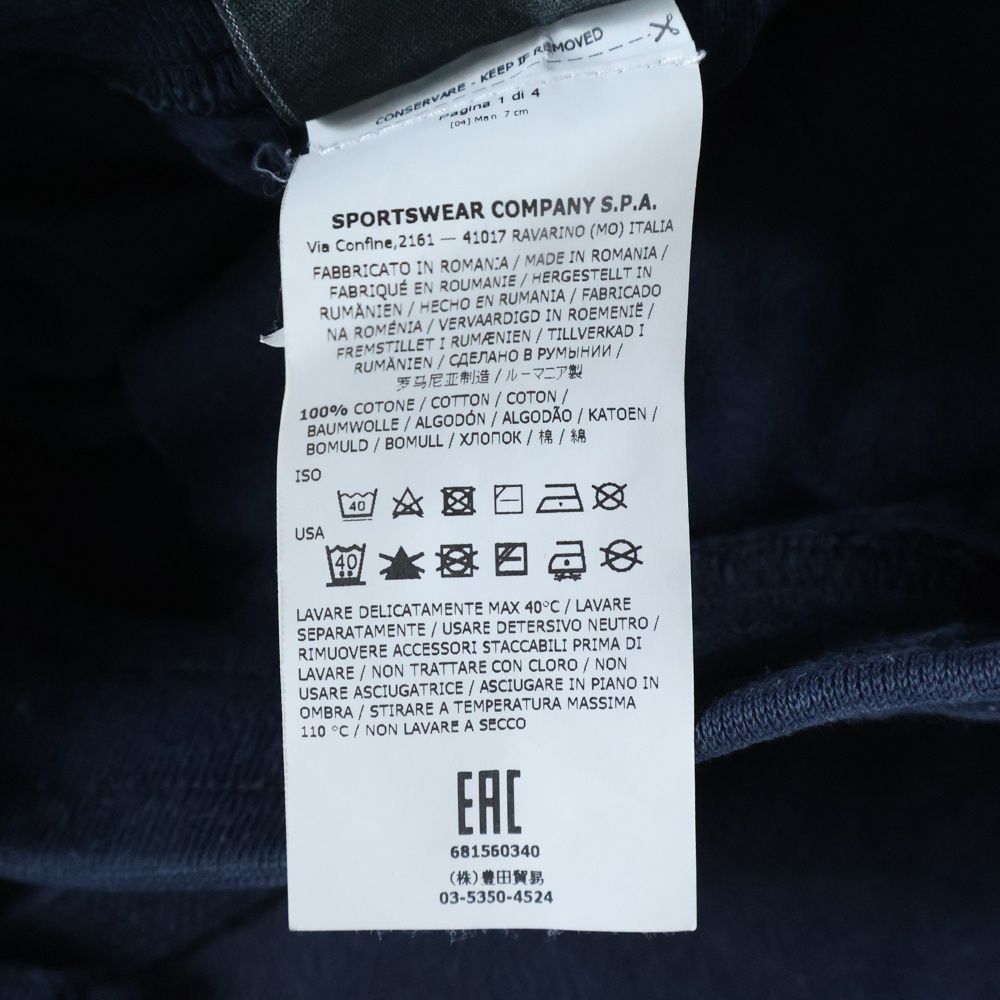 CONSERVARE - KEEP IF REMOVED
Pagina 1 di 4
[04] Man 7 cm
SPORTSWEAR COMPANY S.P.A.
Via Confine,2161 — 41017 RAVARINO (MO) ITALIA
FABBRICATO IN ROMANIA / MADE IN ROMANIA /
FABRIQUÉ EN ROUMANIE / HERGESTELLT IN
RUMÄNIEN / HECHO EN RUMANIA / FABRICADO
NA ROMÉNIA / VERVAARDIGD IN ROEMENIË /
FREMSTILLET I RUMÆNIEN / TILLVERKAD I
RUMÄNIEN / СДЕЛАНО В РУМЫНИИ /
罗马尼亚制造 / ルーマニア製
100% COTONE / COTTON / COTON /
BAUMWOLLE / ALGODÓN / ALGODÃO / KATOEN /
BOMULD / BOMULL / ХЛОПОК / 棉 / 綿
ISO
40
USA
40
LAVARE DELICATAMENTE MAX 40°C / LAVARE
SEPARATAMENTE / USARE DETERSIVO NEUTRO /
RIMUOVERE ACCESSORI STACCABILI PRIMA DI
LAVARE / NON TRATTARE CON CLORO / NON
USARE ASCIUGATRICE / ASCIUGARE IN PIANO IN
OMBRA / STIRARE A TEMPERATURA MASSIMA
110 °C / NON LAVARE A SECCO
EAC
681560340
(株)豊田貿易
03-5350-4524